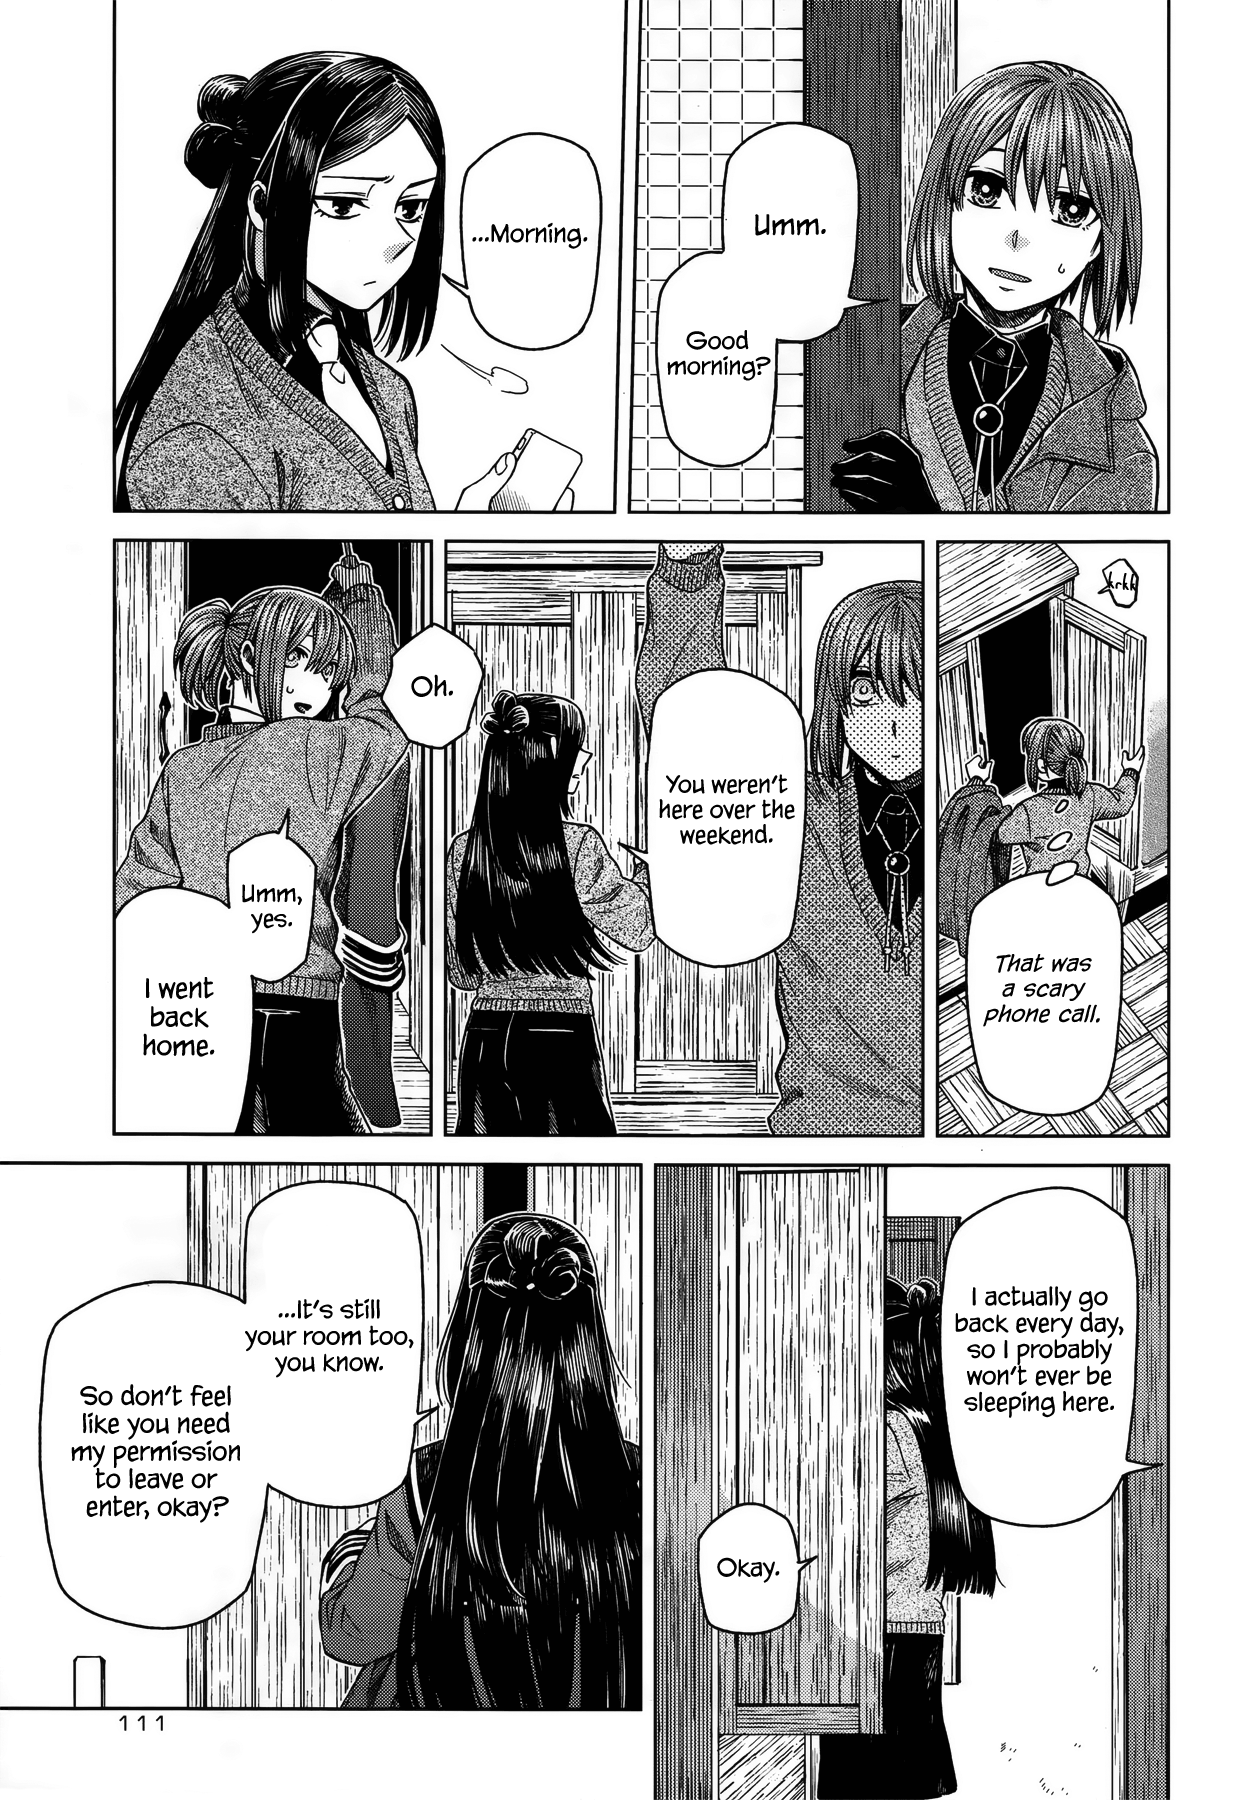 Umm.
Good
morning?
...Morning.
krkk
That was
a scary
phone call.
You weren't
here over the
weekend.
Oh.
Umm,
yes.
I went
back
home.
I actually go
back every day,
so I probably
won't ever be
sleeping here.
Okay.
...It's still
your room too,
you know.
So don't feel
like you need
my permission
to leave or
enter, okay?
111